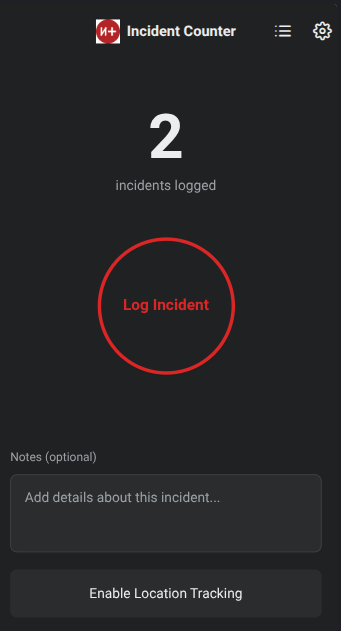 И+ Incident Counter
2
incidents logged
Log Incident
Notes (optional)
Add details about this incident...
Enable Location Tracking